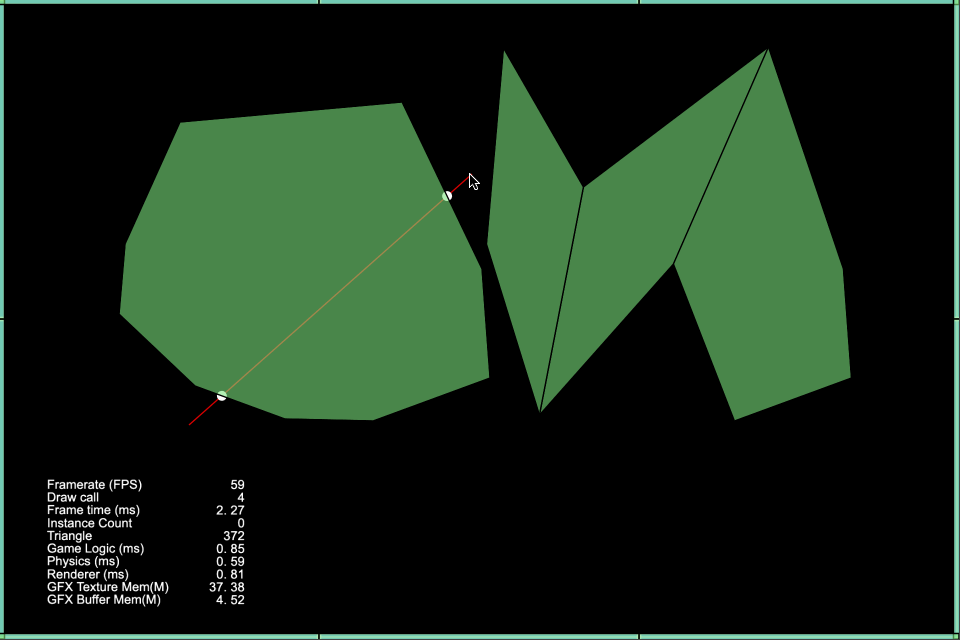 Framerate (FPS) 59
Draw call 4
Frame time (ms) 2. 27
Instance Count 0
Triangle 372
Game Logic (ms) 0. 85
Physics (ms) 0. 59
Renderer (ms) 0. 81
GFX Texture Mem(M) 37. 38
GFX Buffer Mem(M) 4. 52